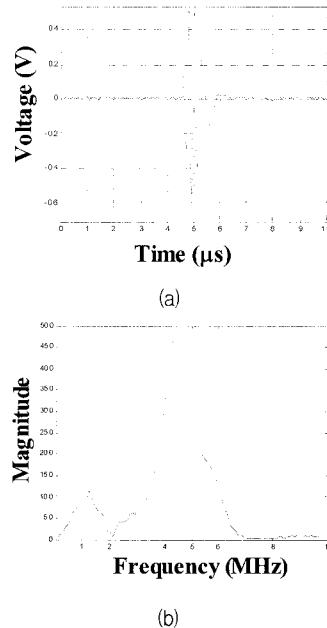 0.4
0.2
0
-0.2
-0.4
-0.6
Voltage (V)
0 1 2 3 4 5 6 7 8 9 10
Time (μs)
(a)
500
450
400
350
300
250
200
150
100
50
0
Magnitude
1 2 4 6 8
Frequency (MHz)
(b)